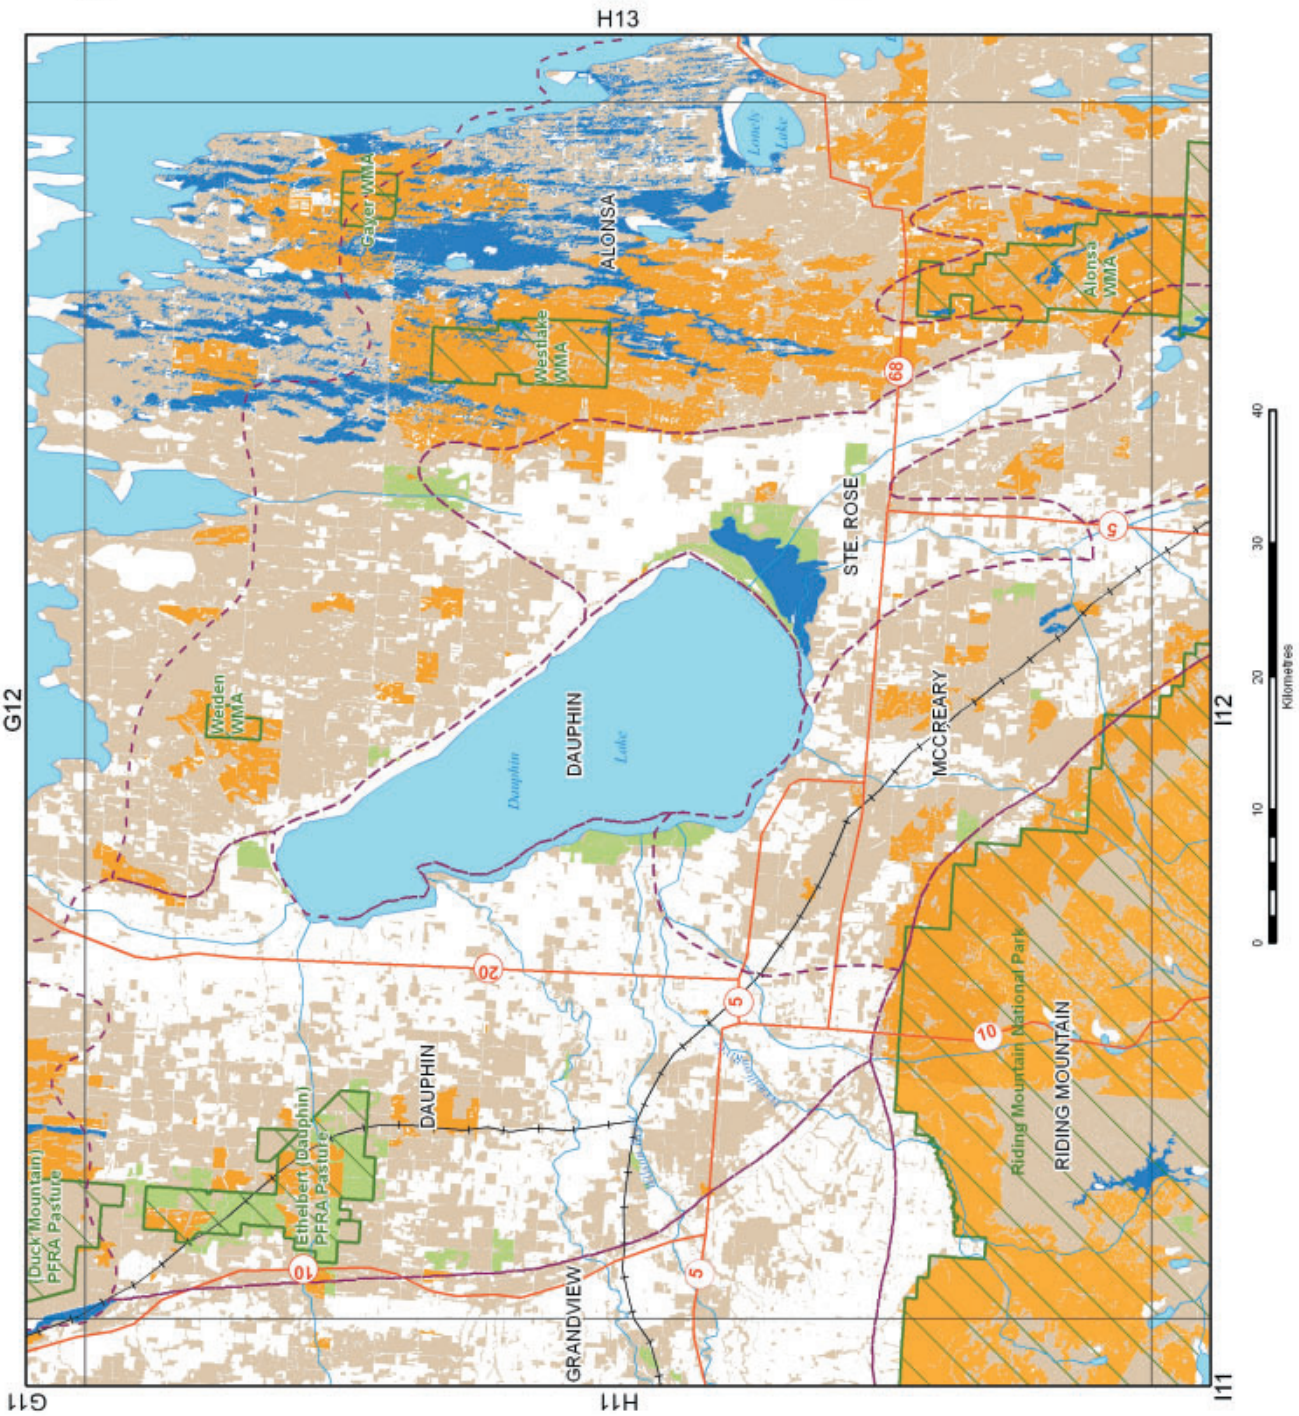 H13
G12
G11
H11
I11
I12
Lonely
Lake
Cayer WMA
ALONSA
Westlake
WMA
Alonsa
WMA
68
STE. ROSE
5
Weiden
WMA
DAUPHIN
Dauphin
Lake
MCCREARY
20
5
10
Riding Mountain National Park
RIDING MOUNTAIN
DAUPHIN
Ethelbert (Dauphin)
PFRA Pasture
(Duck Mountain)
PFRA Pasture
10
5
GRANDVIEW
0
10
20
30
40
Kilometres